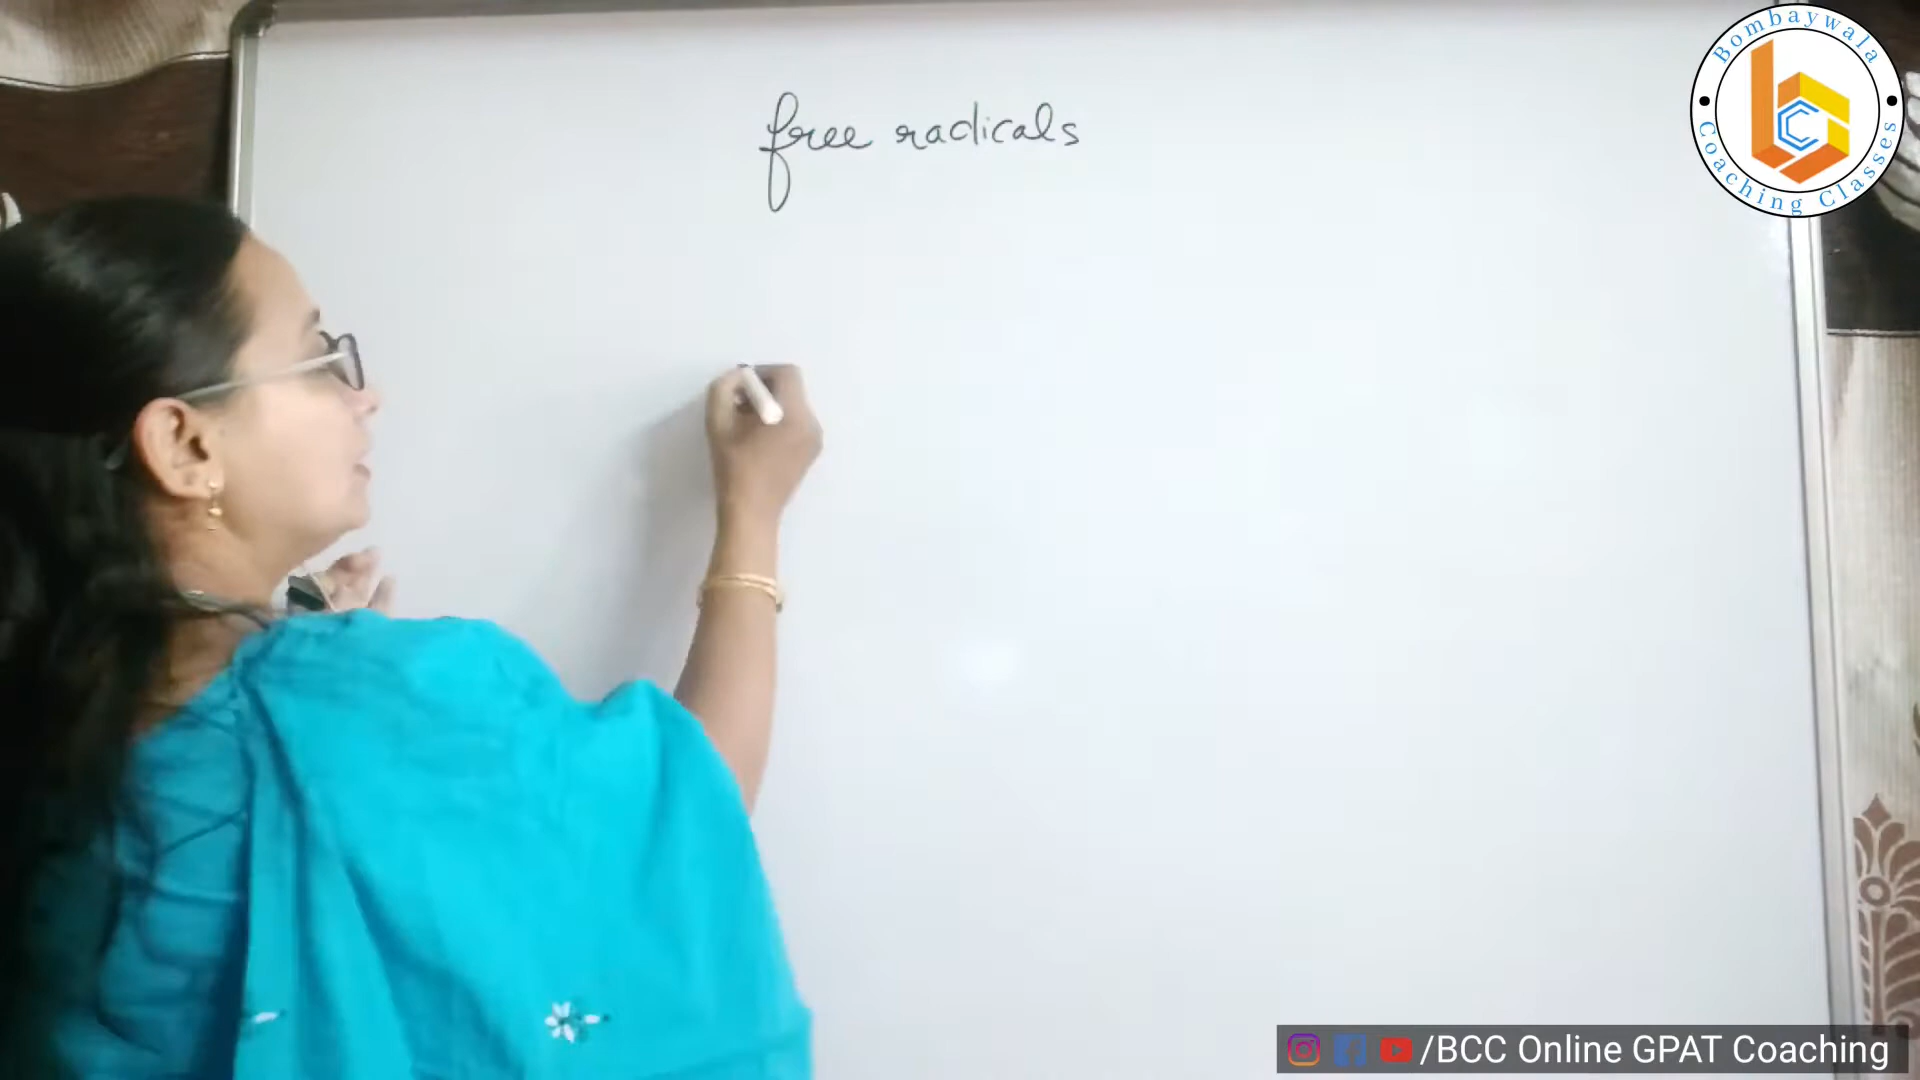 free radicals
Bombaywala
Coaching Classes
/BCC Online GPAT Coaching